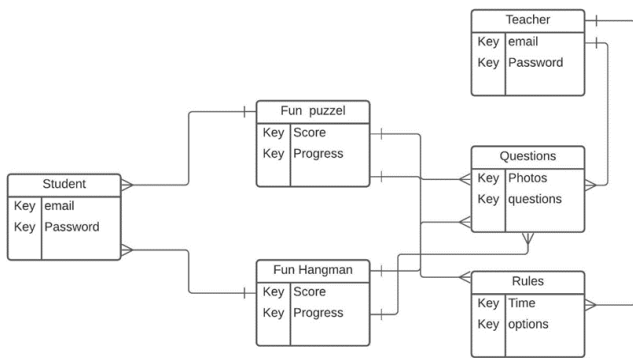 Teacher
Key email
Key Password
Fun puzzel
Key Score
Key Progress
Questions
Key Photos
Key questions
Student
Key email
Key Password
Fun Hangman
Key Score
Key Progress
Rules
Key Time
Key options